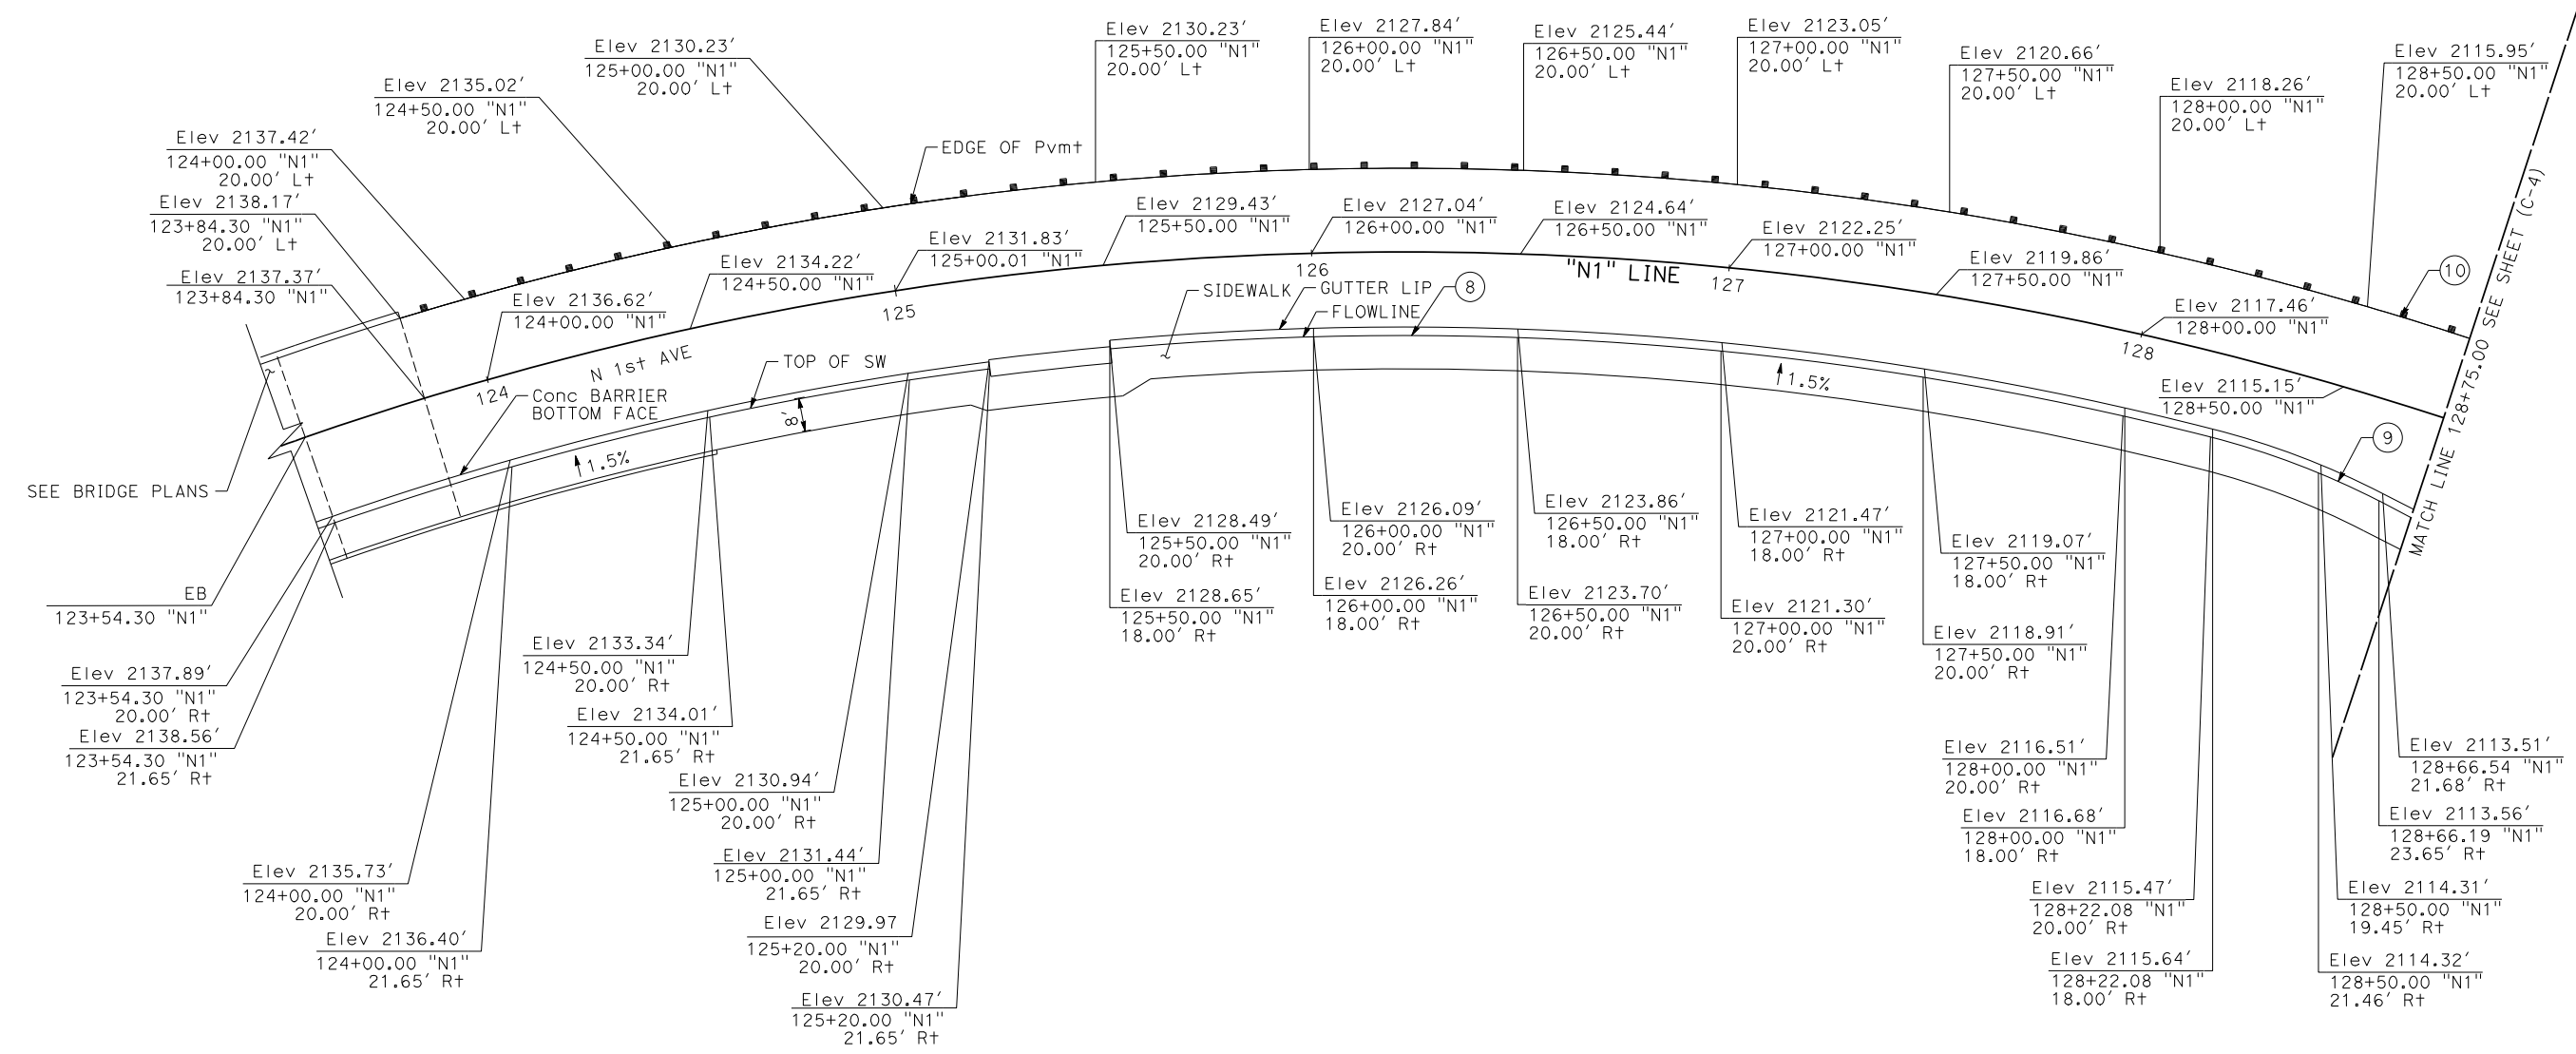 Elev 2130.23′
125+50.00 "N1"
20.00′ Lt
Elev 2127.84′
126+00.00 "N1"
20.00′ Lt
Elev 2125.44′
126+50.00 "N1"
20.00′ Lt
Elev 2123.05′
127+00.00 "N1"
20.00′ Lt
Elev 2120.66′
127+50.00 "N1"
20.00′ Lt
Elev 2118.26′
128+00.00 "N1"
20.00′ Lt
Elev 2115.95′
128+50.00 "N1"
20.00′ Lt
Elev 2130.23′
125+00.00 "N1"
20.00′ Lt
Elev 2135.02′
124+50.00 "N1"
20.00′ Lt
Elev 2137.42′
124+00.00 "N1"
20.00′ Lt
Elev 2138.17′
123+84.30 "N1"
20.00′ Lt
Elev 2137.37′
123+84.30 "N1"
EDGE OF Pvmt
Elev 2136.62′
124+00.00 "N1"
Elev 2134.22′
124+50.00 "N1"
Elev 2131.83′
125+00.01 "N1"
Elev 2129.43′
125+50.00 "N1"
Elev 2127.04′
126+00.00 "N1"
Elev 2124.64′
126+50.00 "N1"
Elev 2122.25′
127+00.00 "N1"
Elev 2119.86′
127+50.00 "N1"
Elev 2117.46′
128+00.00 "N1"
Elev 2115.15′
128+50.00 "N1"
124
125
126
127
128
"N1" LINE
N 1st AVE
SIDEWALK
GUTTER LIP
FLOWLINE
8
9
10
TOP OF SW
Conc BARRIER
BOTTOM FACE
8′
1.5%
1.5%
MATCH LINE 128+75.00 SEE SHEET (C-4)
SEE BRIDGE PLANS
EB
123+54.30 "N1"
Elev 2137.89′
123+54.30 "N1"
20.00′ Rt
Elev 2138.56′
123+54.30 "N1"
21.65′ Rt
Elev 2135.73′
124+00.00 "N1"
20.00′ Rt
Elev 2136.40′
124+00.00 "N1"
21.65′ Rt
Elev 2133.34′
124+50.00 "N1"
20.00′ Rt
Elev 2134.01′
124+50.00 "N1"
21.65′ Rt
Elev 2130.94′
125+00.00 "N1"
20.00′ Rt
Elev 2131.44′
125+00.00 "N1"
21.65′ Rt
Elev 2129.97
125+20.00 "N1"
20.00′ Rt
Elev 2130.47′
125+20.00 "N1"
21.65′ Rt
Elev 2128.49′
125+50.00 "N1"
20.00′ Rt
Elev 2128.65′
125+50.00 "N1"
18.00′ Rt
Elev 2126.09′
126+00.00 "N1"
20.00′ Rt
Elev 2126.26′
126+00.00 "N1"
18.00′ Rt
Elev 2123.86′
126+50.00 "N1"
18.00′ Rt
Elev 2123.70′
126+50.00 "N1"
20.00′ Rt
Elev 2121.47′
127+00.00 "N1"
18.00′ Rt
Elev 2121.30′
127+00.00 "N1"
20.00′ Rt
Elev 2119.07′
127+50.00 "N1"
18.00′ Rt
Elev 2118.91′
127+50.00 "N1"
20.00′ Rt
Elev 2116.51′
128+00.00 "N1"
20.00′ Rt
Elev 2116.68′
128+00.00 "N1"
18.00′ Rt
Elev 2115.47′
128+22.08 "N1"
20.00′ Rt
Elev 2115.64′
128+22.08 "N1"
18.00′ Rt
Elev 2113.51′
128+66.54 "N1"
21.68′ Rt
Elev 2113.56′
128+66.19 "N1"
23.65′ Rt
Elev 2114.31′
128+50.00 "N1"
19.45′ Rt
Elev 2114.32′
128+50.00 "N1"
21.46′ Rt